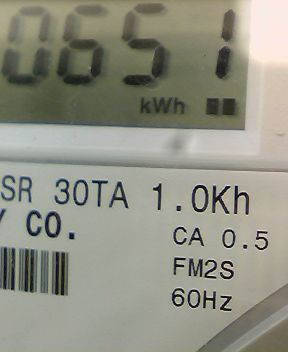 0651
kWh
SR 30TA 1.0Kh
Y CO.
CA 0.5
FM2S
60Hz